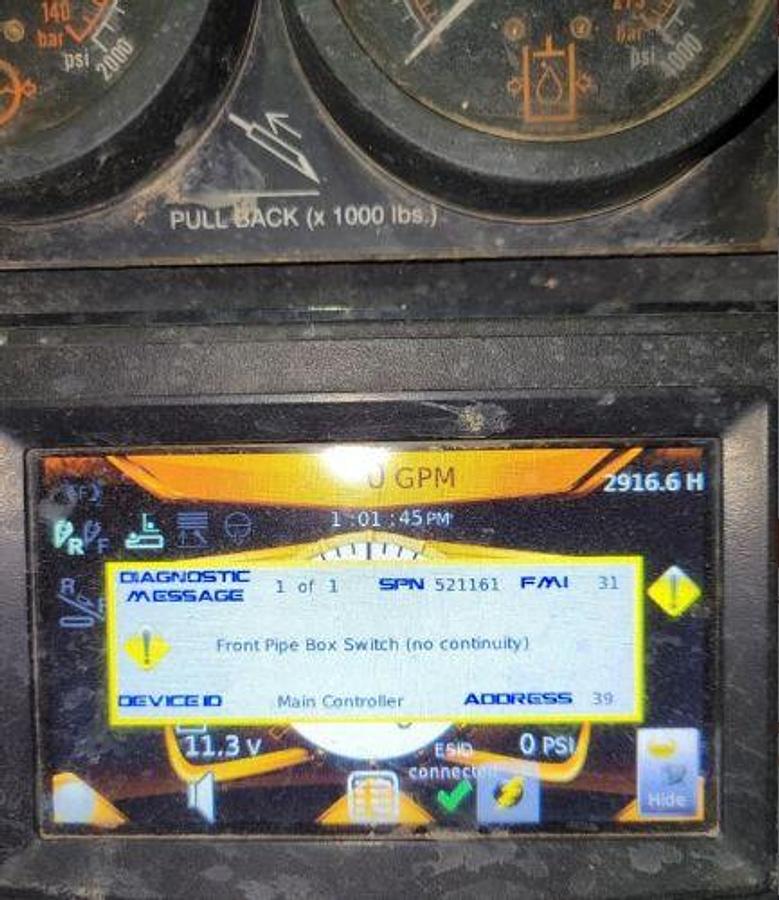 140
bar
psi
2000
bar
psi
PULL BACK (x 1000 lbs.)
0 GPM
2916.6 H
1:01:45PM
R F
R
DIAGNOSTIC MESSAGE 1 of 1 SPN 521161 FMI 31
Front Pipe Box Switch (no continuity)
DEVICE ID Main Controller ADDRESS 39
11.3 V
0 PSI
ESID
connected
Hide